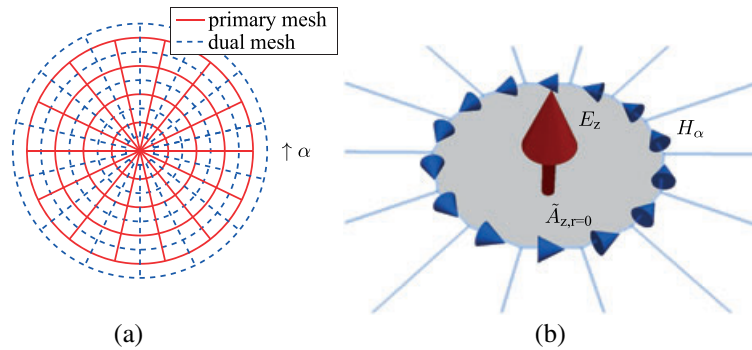 primary mesh
dual mesh
↑ α
E_z
H_α
Ã_z,r=0
(a)
(b)